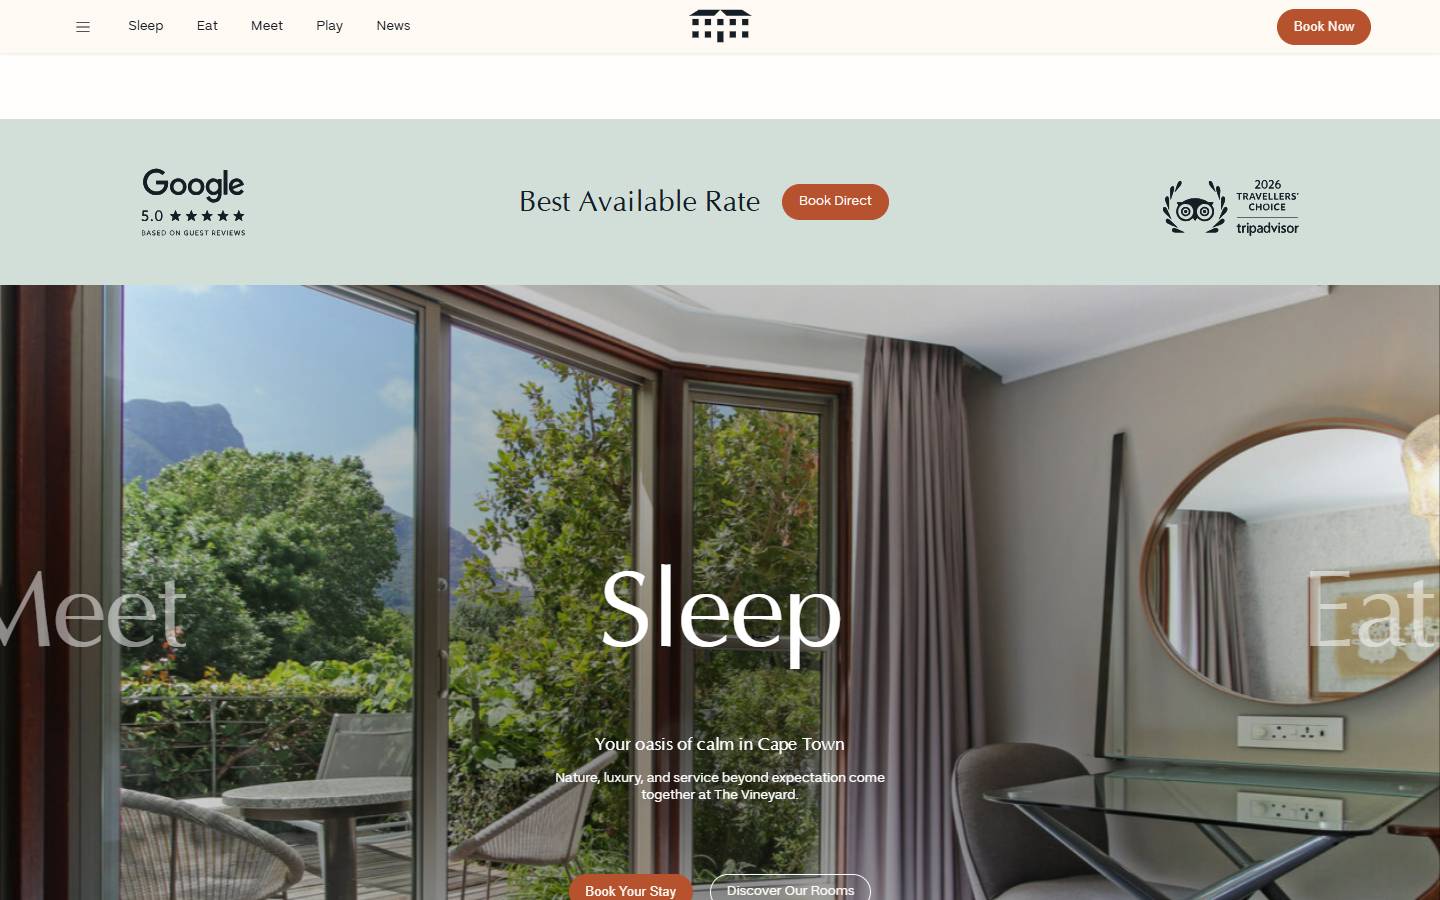 Sleep
Eat
Meet
Play
News
Book Now
Google
5.0
BASED ON GUEST REVIEWS
Best Available Rate
Book Direct
2026
TRAVELLERS'
CHOICE
tripadvisor
Meet
Sleep
Eat
Your oasis of calm in Cape Town
Nature, luxury, and service beyond expectation come
together at The Vineyard.
Book Your Stay
Discover Our Rooms